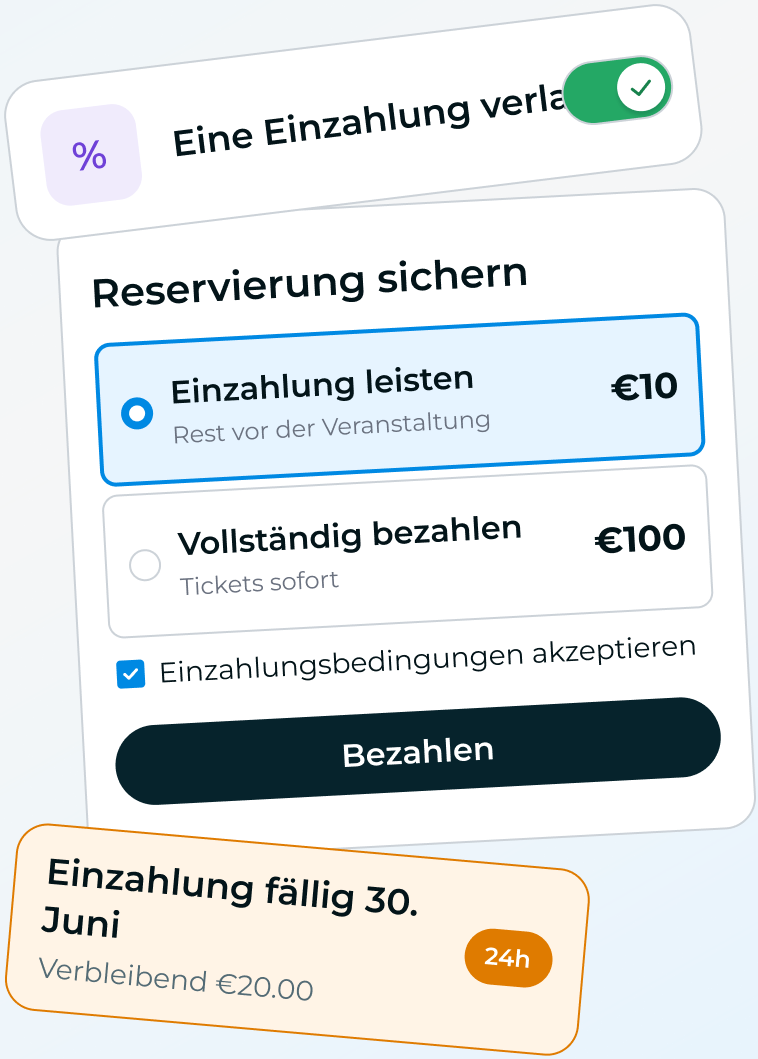 %
Eine Einzahlung verla
Reservierung sichern
Einzahlung leisten
€10
Rest vor der Veranstaltung
Vollständig bezahlen
€100
Tickets sofort
Einzahlungsbedingungen akzeptieren
Bezahlen
Einzahlung fällig 30.
Juni
24h
Verbleibend €20.00